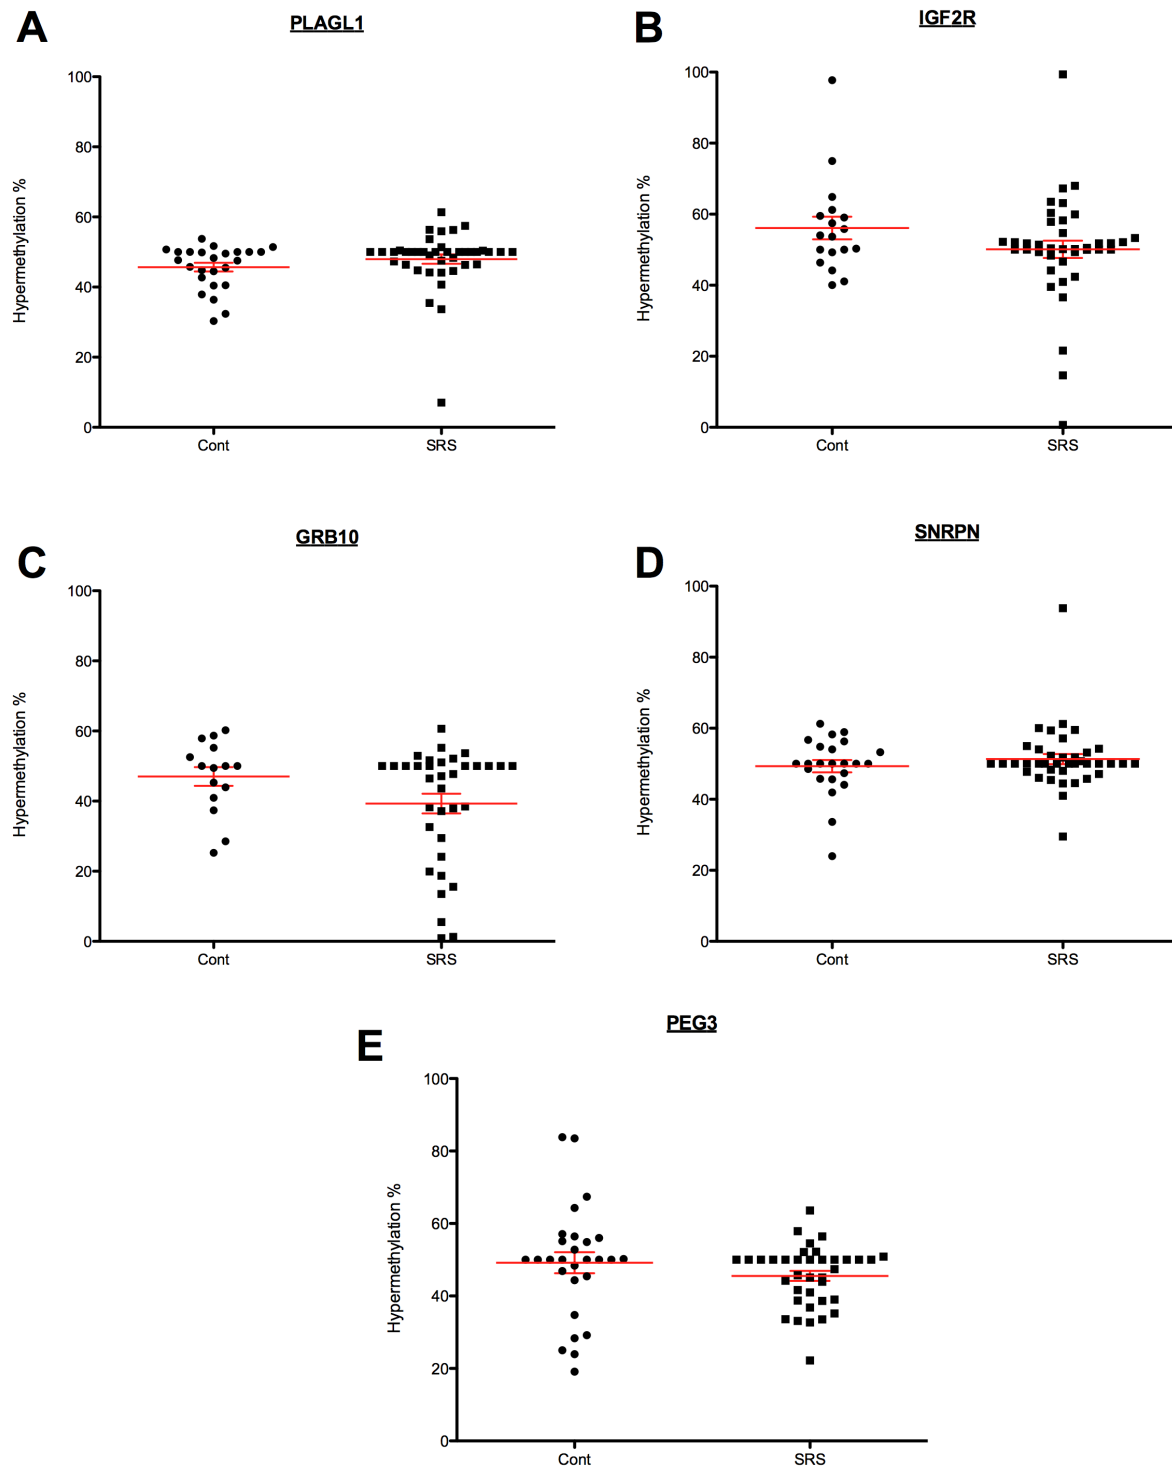 A
PLAGL1
Hypermethylation %
100
80
60
40
20
0
Cont
SRS
B
IGF2R
Hypermethylation %
100
80
60
40
20
0
Cont
SRS
C
GRB10
Hypermethylation %
100
80
60
40
20
0
Cont
SRS
D
SNRPN
Hypermethylation %
100
80
60
40
20
0
Cont
SRS
E
PEG3
Hypermethylation %
100
80
60
40
20
0
Cont
SRS